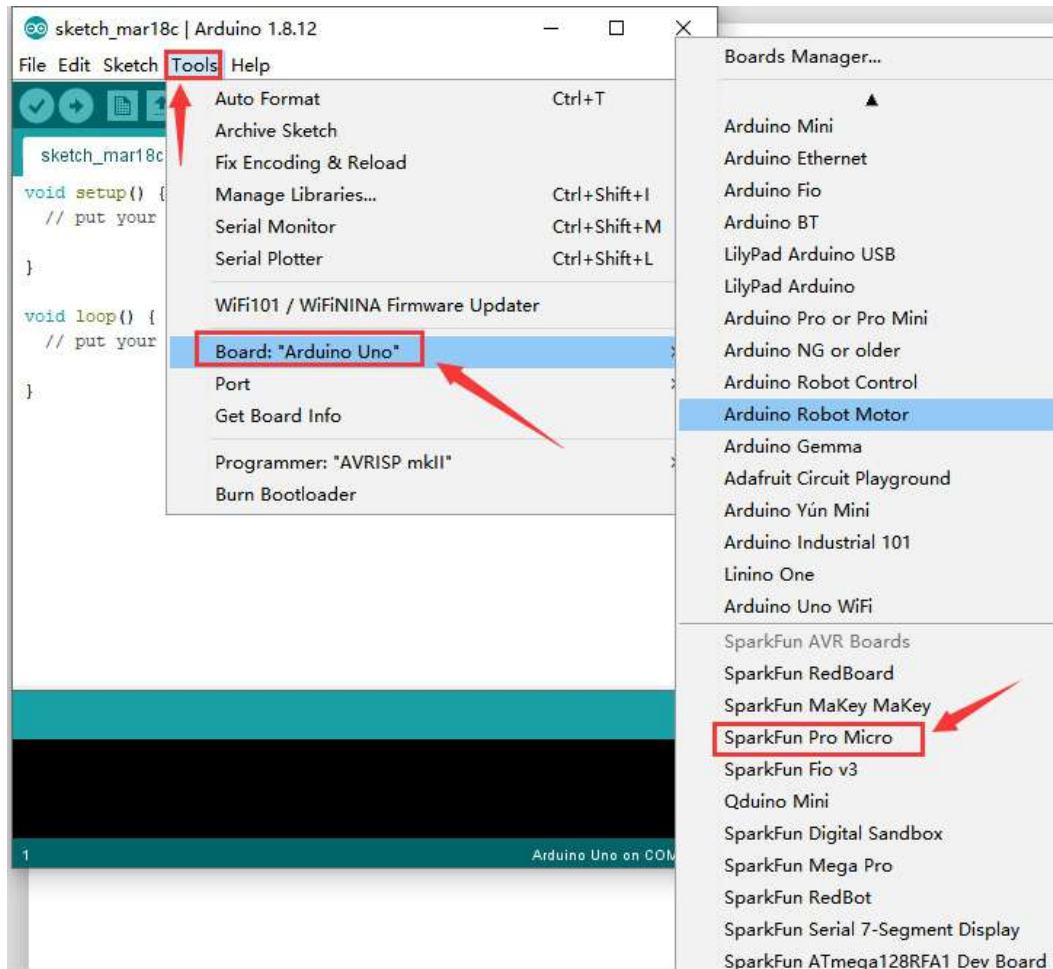 sketch_mar18c | Arduino 1.8.12
File Edit Sketch Tools Help
sketch_mar18c
void setup() {
// put your
}
void loop() {
// put your
}
Auto Format Ctrl+T
Archive Sketch
Fix Encoding & Reload
Manage Libraries... Ctrl+Shift+I
Serial Monitor Ctrl+Shift+M
Serial Plotter Ctrl+Shift+L
WiFi101 / WiFiNINA Firmware Updater
Board: "Arduino Uno"
Port
Get Board Info
Programmer: "AVRISP mkII"
Burn Bootloader
1 Arduino Uno on COM
Boards Manager...
Arduino Mini
Arduino Ethernet
Arduino Fio
Arduino BT
LilyPad Arduino USB
LilyPad Arduino
Arduino Pro or Pro Mini
Arduino NG or older
Arduino Robot Control
Arduino Robot Motor
Arduino Gemma
Adafruit Circuit Playground
Arduino Yún Mini
Arduino Industrial 101
Linino One
Arduino Uno WiFi
SparkFun AVR Boards
SparkFun RedBoard
SparkFun MaKey MaKey
SparkFun Pro Micro
SparkFun Fio v3
Qduino Mini
SparkFun Digital Sandbox
SparkFun Mega Pro
SparkFun RedBot
SparkFun Serial 7-Segment Display
SparkFun ATmega128RFA1 Dev Board